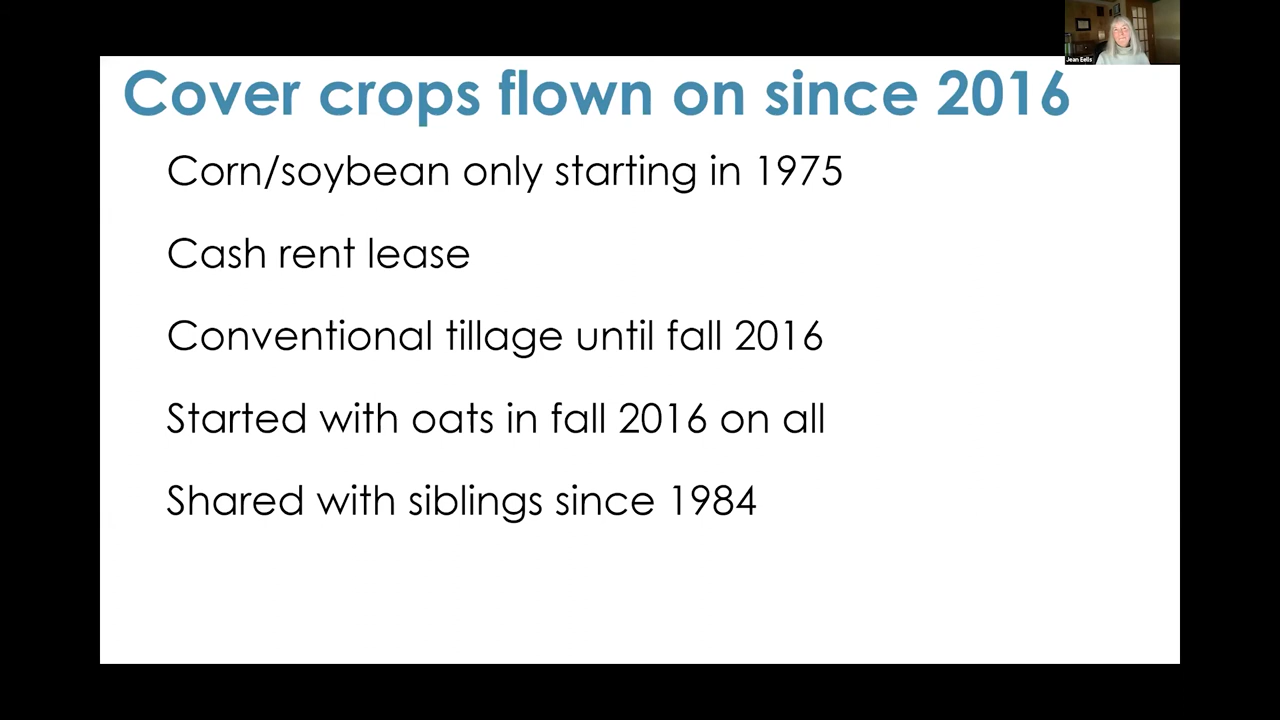 Jean Eells
Cover crops flown on since 2016
Corn/soybean only starting in 1975
Cash rent lease
Conventional tillage until fall 2016
Started with oats in fall 2016 on all
Shared with siblings since 1984